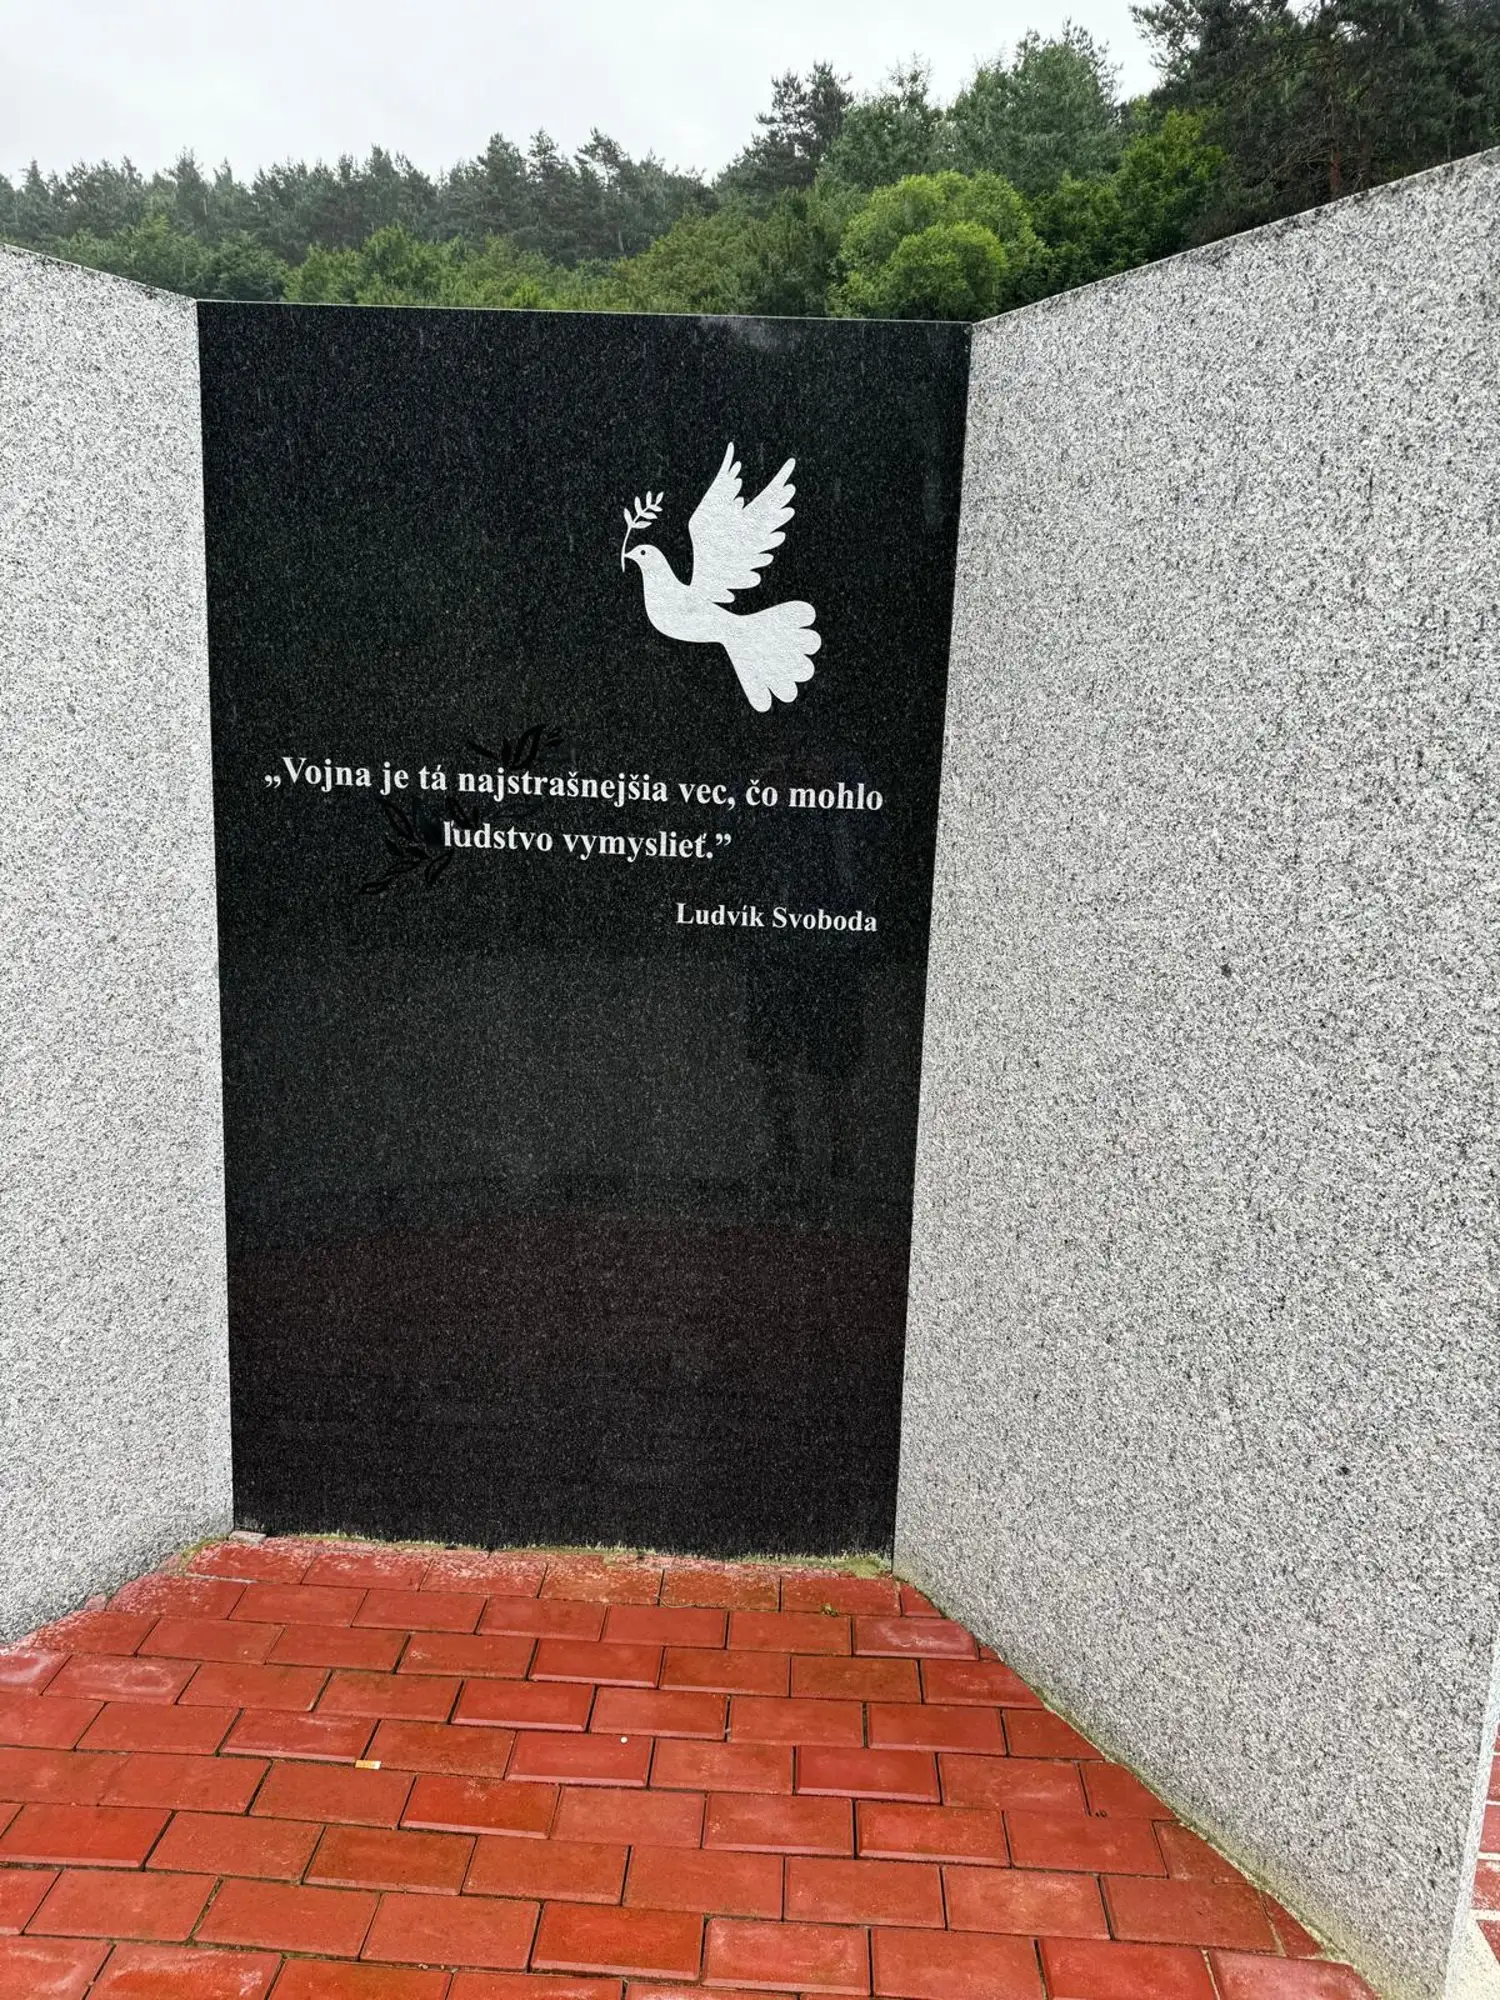 „Vojna je tá najstrašnejšia vec, čo mohlo
ľudstvo vymyslieť.”
Ludvík Svoboda